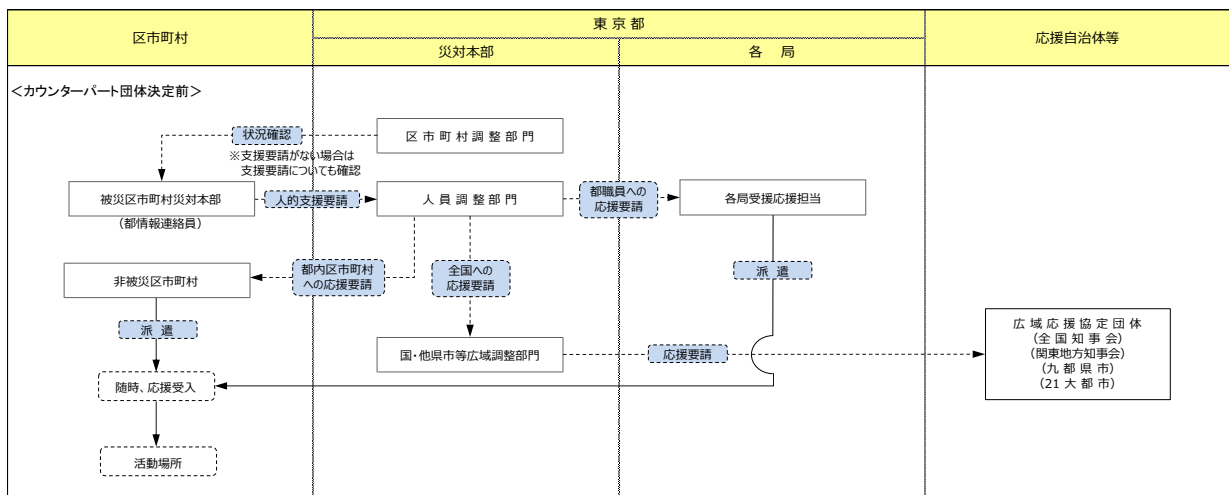 区市町村
東京都
災対本部
各局
応援自治体等
<カウンターパート団体決定前>
状況確認
区市町村調整部門
※支援要請がない場合は
支援要請についても確認
被災区市町村災対本部
(都情報連絡員)
人的支援要請
人員調整部門
都職員への
応援要請
各局受援応援担当
非被災区市町村
都内区市町村
への応援要請
全国への
応援要請
派遣
派遣
国・他県市等広域調整部門
応援要請
広域応援協定団体
(全国知事会)
(関東地方知事会)
(九都県市)
(21大都市)
随時、応援受入
活動場所